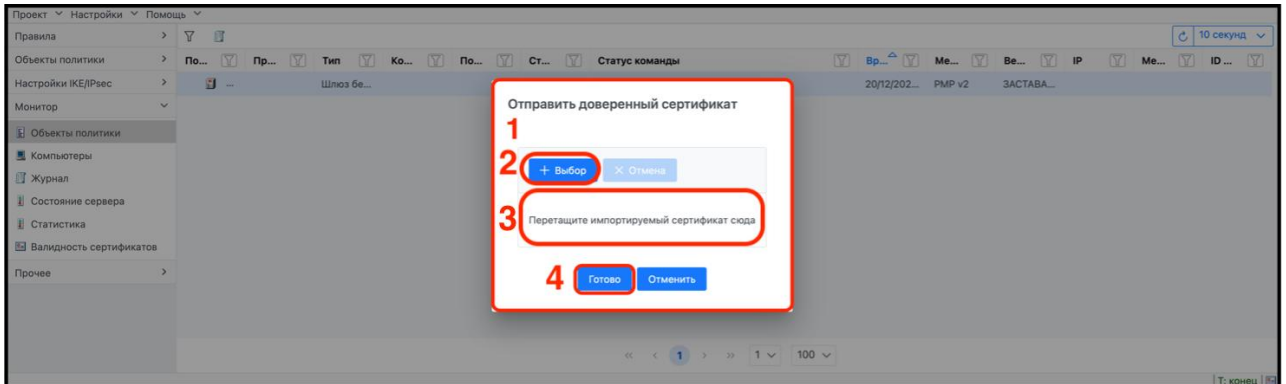 Проект Настройки Помощь
Правила
10 секунд
Объекты политики
По... Пр... Тип Ко... По... Ст... Статус команды Вр... Ме... Ве... IP Ме... ID ...
Настройки IKE/IPsec
... Шлюз бе... 20/12/202... PMP v2 ЗАСТАВА...
Монитор
Объекты политики
Компьютеры
Журнал
Состояние сервера
Статистика
Валидность сертификатов
Прочее
Отправить доверенный сертификат
1
2 + Выбор × Отмена
3 Перетащите импортируемый сертификат сюда
4 Готово Отменить
<< < 1 > >> 1 100
Т: конец